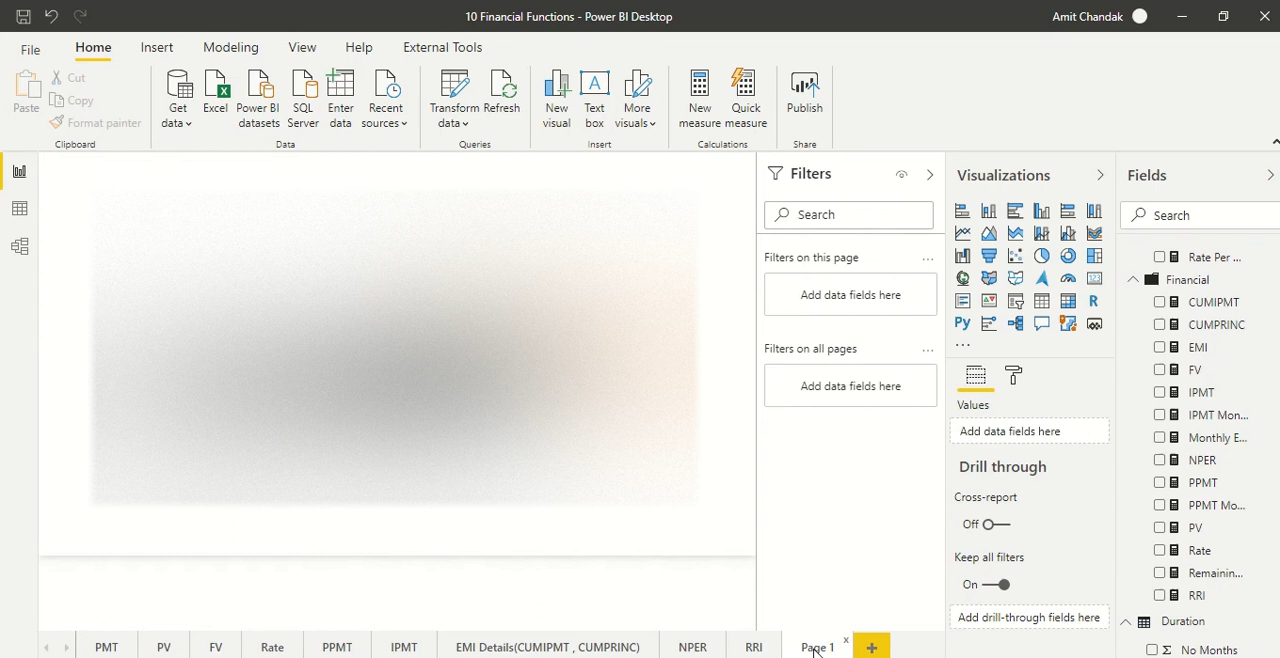 10 Financial Functions - Power BI Desktop
Amit Chandak
File Home Insert Modeling View Help External Tools
Paste
Cut
Copy
Format painter
Clipboard
Get data
Excel
Power BI datasets
SQL Server
Enter data
Recent sources
Data
Transform data
Refresh
Queries
New visual
Text box
More visuals
Insert
New measure
Quick measure
Calculations
Publish
Share
Filters
Search
Filters on this page
...
Add data fields here
Filters on all pages
...
Add data fields here
Visualizations
R
Py
123
...
Values
Add data fields here
Drill through
Cross-report
Off
Keep all filters
On
Add drill-through fields here
Fields
Search
Rate Per ...
Financial
CUMIPMT
CUMPRINC
EMI
FV
IPMT
IPMT Mon...
Monthly E...
NPER
PPMT
PPMT Mo...
PV
Rate
Remainin...
RRI
Duration
Σ No Months
PMT PV FV Rate PPMT IPMT EMI Details(CUMIPMT , CUMPRINC) NPER RRI Page 1 x +